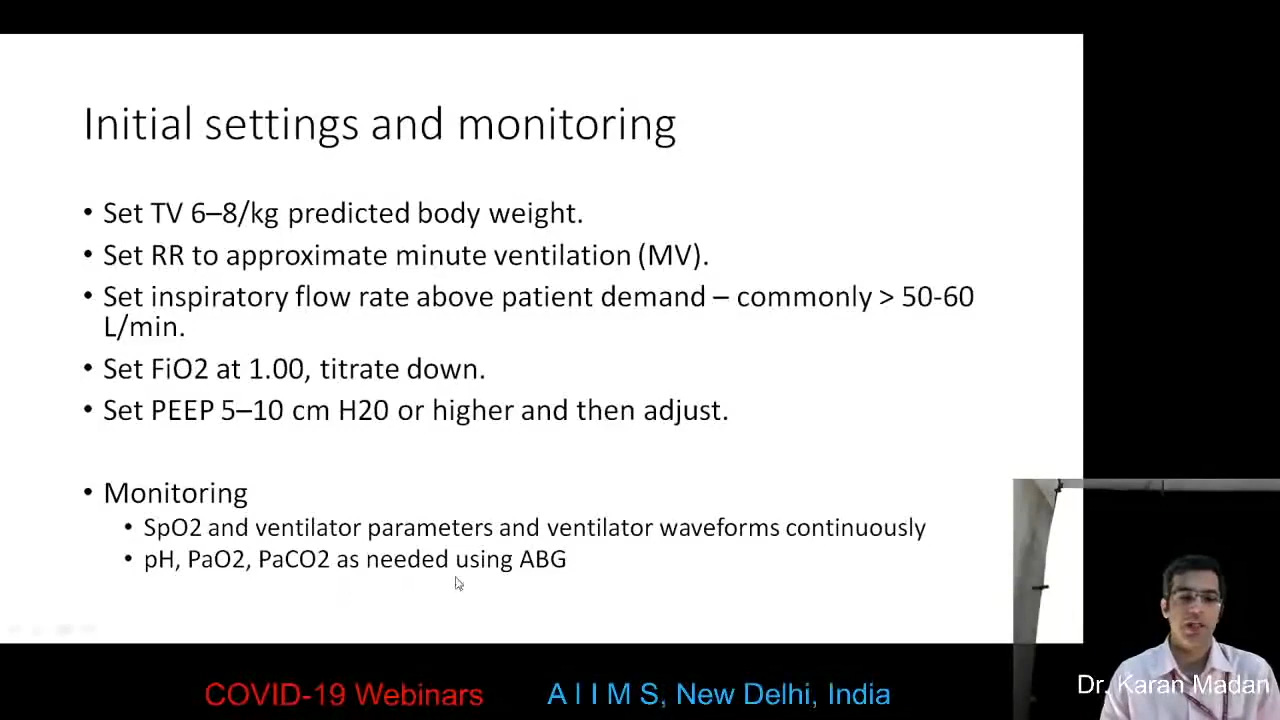 Initial settings and monitoring
• Set TV 6–8/kg predicted body weight.
• Set RR to approximate minute ventilation (MV).
• Set inspiratory flow rate above patient demand – commonly > 50-60
L/min.
• Set FiO2 at 1.00, titrate down.
• Set PEEP 5–10 cm H20 or higher and then adjust.
• Monitoring
• SpO2 and ventilator parameters and ventilator waveforms continuously
• pH, PaO2, PaCO2 as needed using ABG
Dr. Karan Madan
COVID-19 Webinars
A I I M S, New Delhi, India